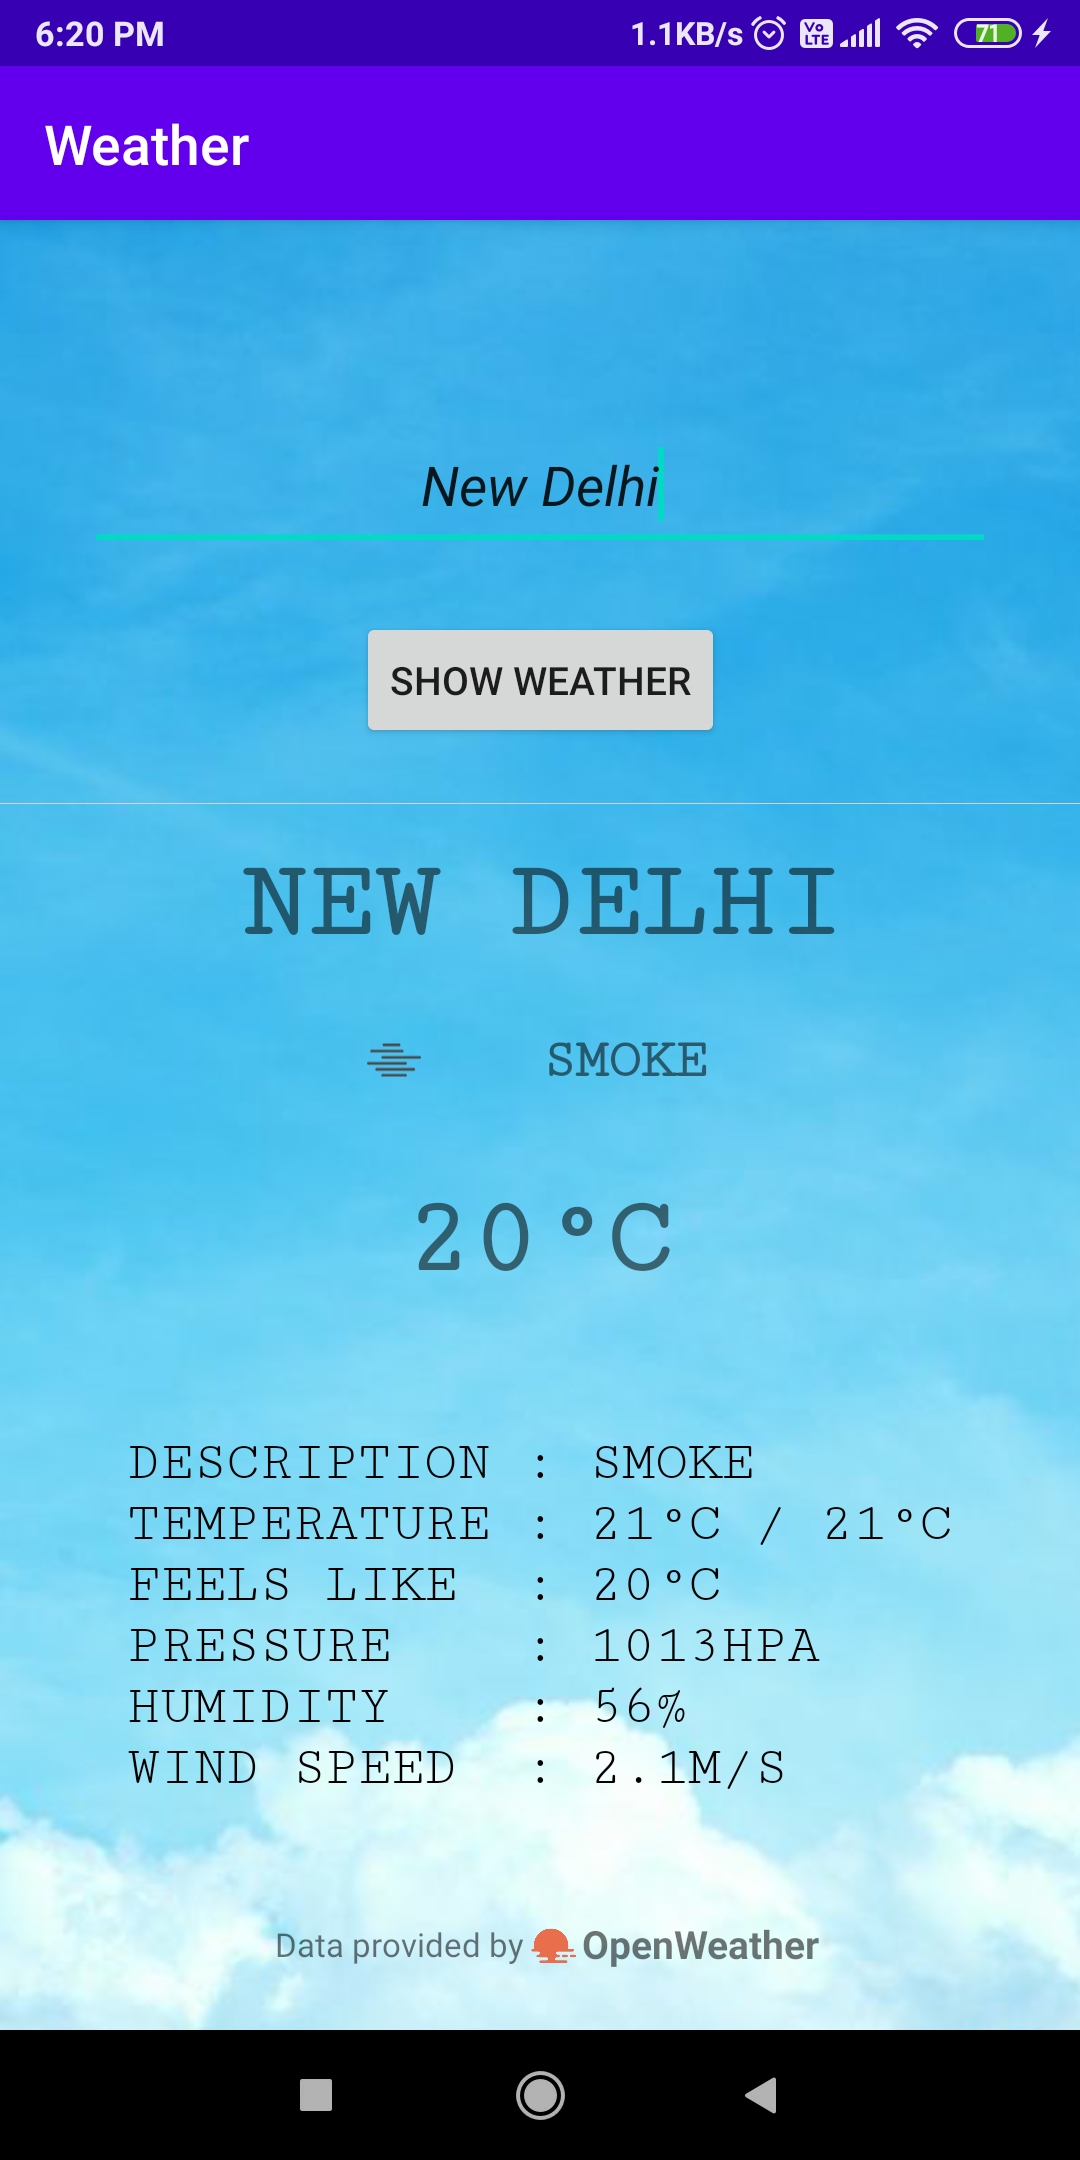 6:20 PM 1.1KB/s Vo LTE 71
Weather
New Delhi
SHOW WEATHER
NEW DELHI
SMOKE
20°C
DESCRIPTION : SMOKE
TEMPERATURE : 21°C / 21°C
FEELS LIKE : 20°C
PRESSURE : 1013HPA
HUMIDITY : 56%
WIND SPEED : 2.1M/S
Data provided by OpenWeather